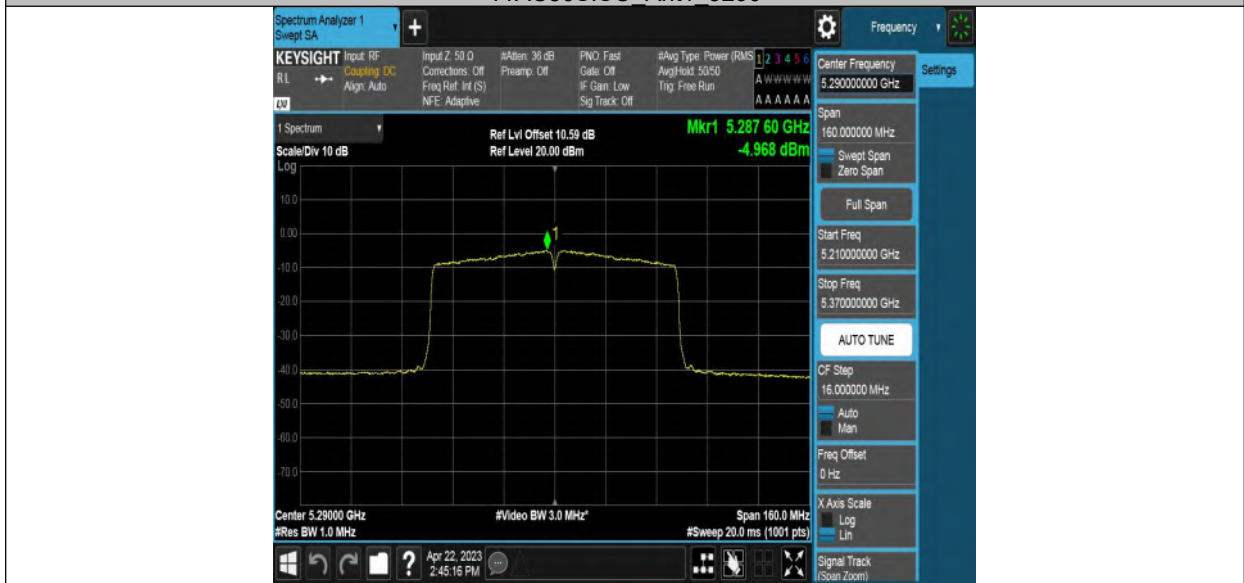 Spectrum Analyzer 1
Swept SA
+
Frequency
KEYSIGHT
RL
LXI
Input: RF
Coupling: DC
Align: Auto
Input Z: 50 Ω
Corrections: Off
Freq Ref: Int (S)
NFE: Adaptive
#Atten: 36 dB
Preamp: Off
PNO: Fast
Gate: Off
IF Gain: Low
Sig Track: Off
#Avg Type: Power (RMS
Avg|Hold: 50/50
Trig: Free Run
1 2 3 4 5 6
A W W W W W
A A A A A A
1 Spectrum
Scale/Div 10 dB
Ref Lvl Offset 10.59 dB
Ref Level 20.00 dBm
Mkr1 5.287 60 GHz
-4.968 dBm
Log
10.0
0.00
-10.0
-20.0
-30.0
-40.0
-50.0
-60.0
-70.0
1
Center 5.29000 GHz
#Res BW 1.0 MHz
#Video BW 3.0 MHz*
Span 160.0 MHz
#Sweep 20.0 ms (1001 pts)
?
Apr 22, 2023
2:45:16 PM
Settings
Center Frequency
5.290000000 GHz
Span
160.000000 MHz
Swept Span
Zero Span
Full Span
Start Freq
5.210000000 GHz
Stop Freq
5.370000000 GHz
AUTO TUNE
CF Step
16.000000 MHz
Auto
Man
Freq Offset
0 Hz
X Axis Scale
Log
Lin
Signal Track
(Span Zoom)